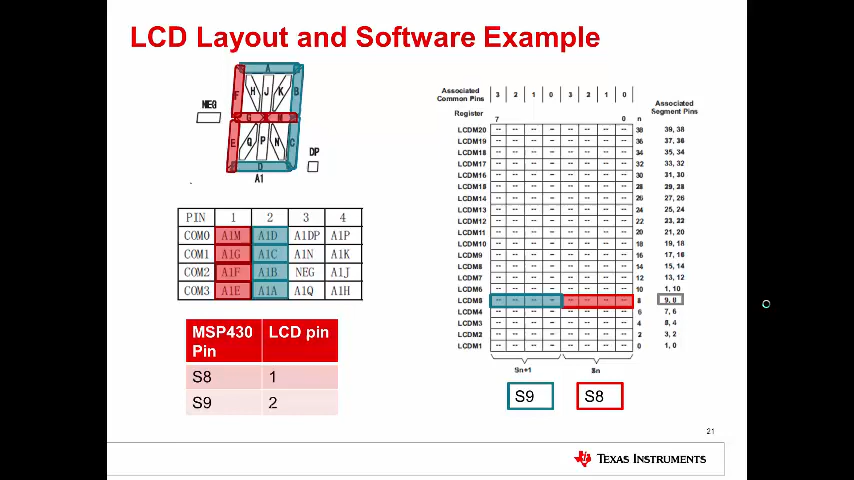 LCD Layout and Software Example
A
F
H
J
K
B
NEG
G
M
E
Q
P
N
C
D
DP
A1
PIN 1 2 3 4
COM0 A1M A1D A1DP A1P
COM1 A1G A1C A1N A1K
COM2 A1F A1B NEG A1J
COM3 A1E A1A A1Q A1H
MSP430 Pin LCD pin
S8 1
S9 2
Associated Common Pins 3 2 1 0 3 2 1 0
Associated Segment Pins
Register 7 0 n
LCDM20 -- -- -- -- -- -- -- -- 38 39, 38
LCDM19 -- -- -- -- -- -- -- -- 36 37, 36
LCDM18 -- -- -- -- -- -- -- -- 34 35, 34
LCDM17 -- -- -- -- -- -- -- -- 32 33, 32
LCDM16 -- -- -- -- -- -- -- -- 30 31, 30
LCDM15 -- -- -- -- -- -- -- -- 28 29, 28
LCDM14 -- -- -- -- -- -- -- -- 26 27, 26
LCDM13 -- -- -- -- -- -- -- -- 24 25, 24
LCDM12 -- -- -- -- -- -- -- -- 22 23, 22
LCDM11 -- -- -- -- -- -- -- -- 20 21, 20
LCDM10 -- -- -- -- -- -- -- -- 18 19, 18
LCDM9 -- -- -- -- -- -- -- -- 16 17, 16
LCDM8 -- -- -- -- -- -- -- -- 14 15, 14
LCDM7 -- -- -- -- -- -- -- -- 12 13, 12
LCDM6 -- -- -- -- -- -- -- -- 10 1, 10
LCDM5 -- -- -- -- -- -- -- -- 8 9, 8
LCDM4 -- -- -- -- -- -- -- -- 6 7, 6
LCDM3 -- -- -- -- -- -- -- -- 4
LCDM3 -- -- -- -- -- -- -- -- 2 3, 2
LCDM1 -- -- -- -- -- -- -- -- 0 1, 0
Sn+1 Sn
S9 S8
21
TEXAS INSTRUMENTS